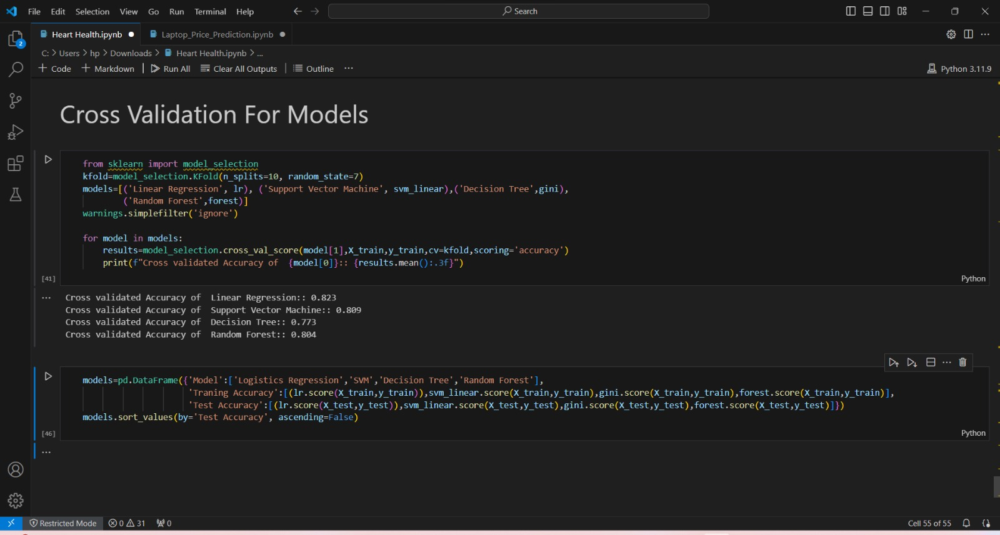 File Edit Selection View Go Run Terminal Help
Search
Heart Health.ipynb
Laptop_Price_Prediction.ipynb
2
C: > Users > hp > Downloads > Heart Health.ipynb > ...
+ Code + Markdown | Run All Clear All Outputs | Outline ...
Python 3.11.9
Cross Validation For Models
from sklearn import model_selection
kfold=model_selection.KFold(n_splits=10, random_state=7)
models=[('Linear Regression', lr), ('Support Vector Machine', svm_linear),('Decision Tree',gini),
('Random Forest',forest)]
warnings.simplefilter('ignore')
for model in models:
results=model_selection.cross_val_score(model[1],X_train,y_train,cv=kfold,scoring='accuracy')
print(f"Cross validated Accuracy of  {model[0]}:: {results.mean():.3f}")
[41]
Python
...
Cross validated Accuracy of  Linear Regression:: 0.823
Cross validated Accuracy of  Support Vector Machine:: 0.809
Cross validated Accuracy of  Decision Tree:: 0.773
Cross validated Accuracy of  Random Forest:: 0.804
...
models=pd.DataFrame({'Model':['Logistics Regression','SVM','Decision Tree','Random Forest'],
'Traning Accuracy':[(lr.score(X_train,y_train)),svm_linear.score(X_train,y_train),gini.score(X_train,y_train),forest.score(X_train,y_train)],
'Test Accuracy':[(lr.score(X_test,y_test)),svm_linear.score(X_test,y_test),gini.score(X_test,y_test),forest.score(X_test,y_test)]})
models.sort_values(by='Test Accuracy', ascending=False)
[46]
Python
...
Restricted Mode 0 31 0
Cell 55 of 55